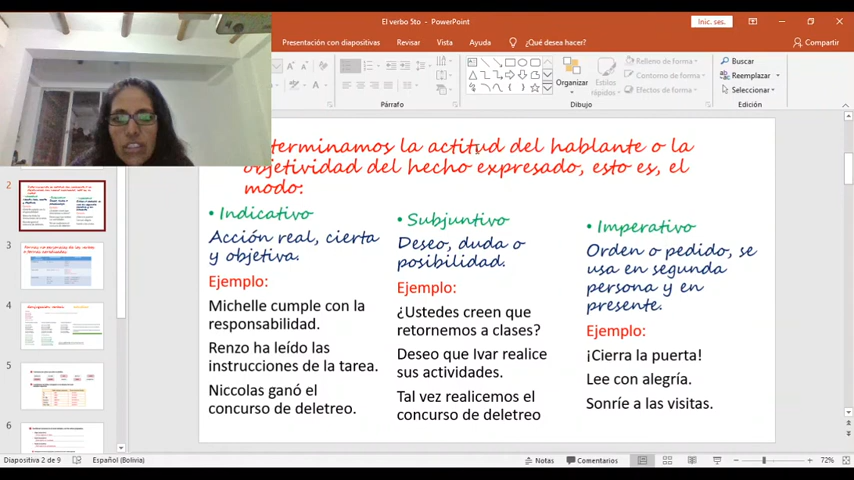 El verbo 5to - PowerPoint
Inic. ses.
Presentación con diapositivas
Revisar
Vista
Ayuda
¿Qué desea hacer?
Compartir
Organizar
Estilos
rápidos
Relleno de forma
Contorno de forma
Efectos de forma
Buscar
Reemplazar
Seleccionar
Párrafo
Dibujo
Edición
terminamos la actitud del hablante o la
objetividad del hecho expresado, esto es, el
modo:
• Indicativo
Acción real, cierta
y objetiva.
Ejemplo:
Michelle cumple con la
responsabilidad.
Renzo ha leído las
instrucciones de la tarea.
Niccolas ganó el
concurso de deletreo.
• Subjuntivo
Deseo, duda o
posibilidad.
Ejemplo:
¿Ustedes creen que
retornemos a clases?
Deseo que Ivar realice
sus actividades.
Tal vez realicemos el
concurso de deletreo
• Imperativo
Orden o pedido, se
usa en segunda
persona y en
presente.
Ejemplo:
¡Cierra la puerta!
Lee con alegría.
Sonríe a las visitas.
2
3
4
5
6
Diapositiva 2 de 9
Español (Bolivia)
Notas
Comentarios
72%